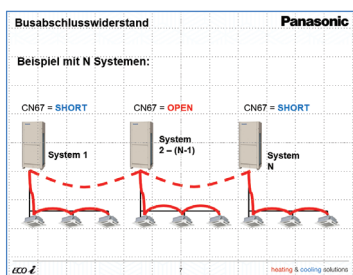 Busabschlusswiderstand
Panasonic
Beispiel mit N Systemen:
CN67 = SHORT
CN67 = OPEN
CN67 = SHORT
System 1
System
2 – (N-1)
System
N
eco i
7
heating & cooling solutions